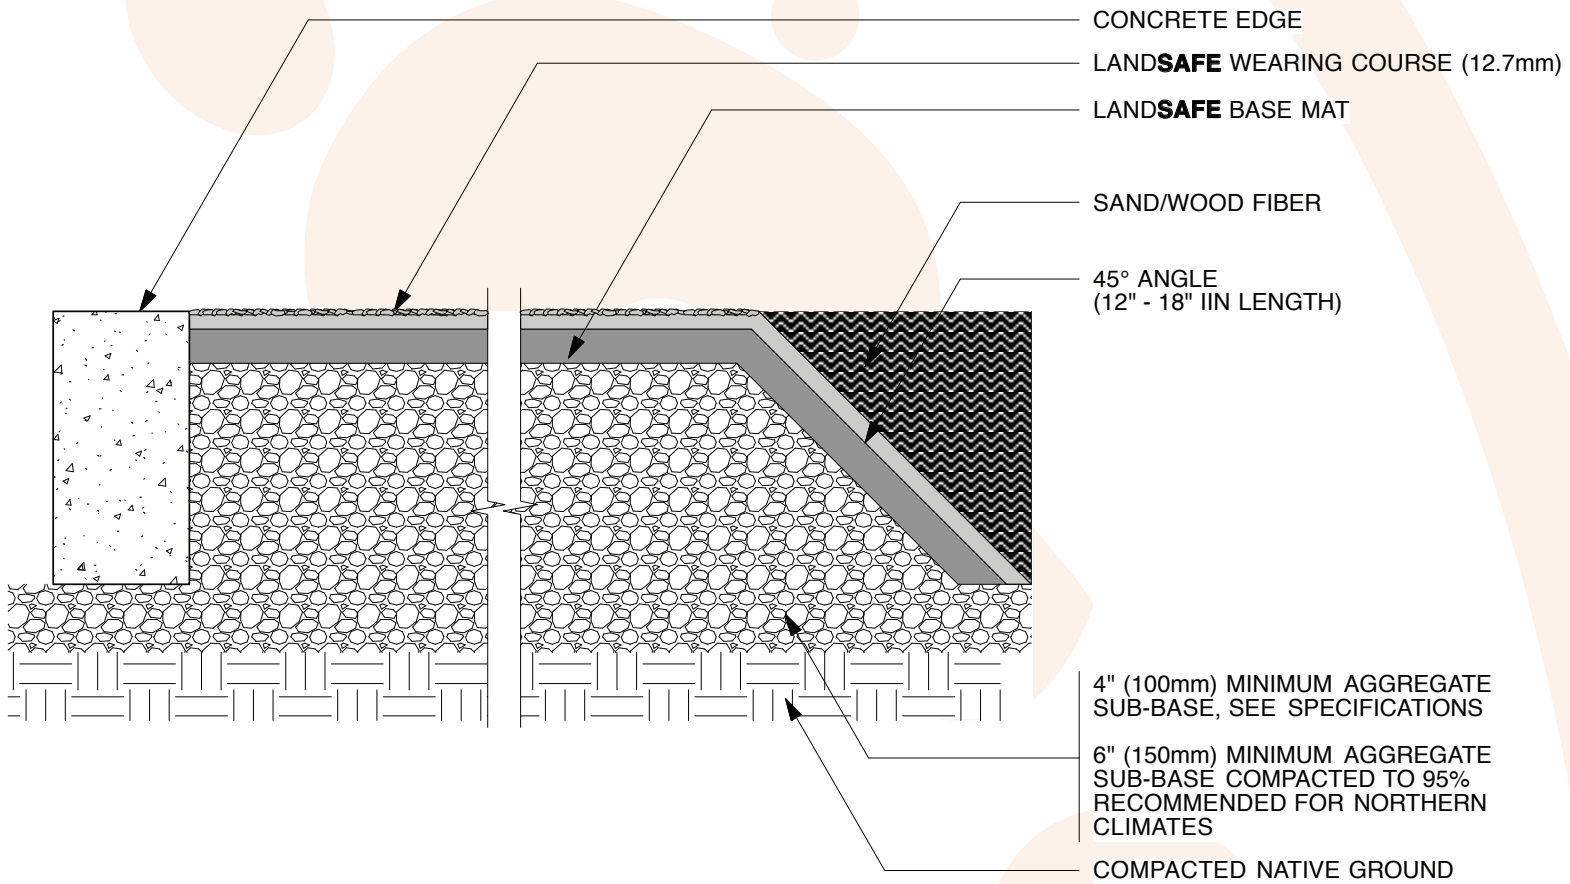 CONCRETE EDGE
LANDSAFE WEARING COURSE (12.7mm)
LANDSAFE BASE MAT
SAND/WOOD FIBER
45° ANGLE
(12" - 18" IIN LENGTH)
4" (100mm) MINIMUM AGGREGATE
SUB-BASE, SEE SPECIFICATIONS
6" (150mm) MINIMUM AGGREGATE
SUB-BASE COMPACTED TO 95%
RECOMMENDED FOR NORTHERN
CLIMATES
COMPACTED NATIVE GROUND